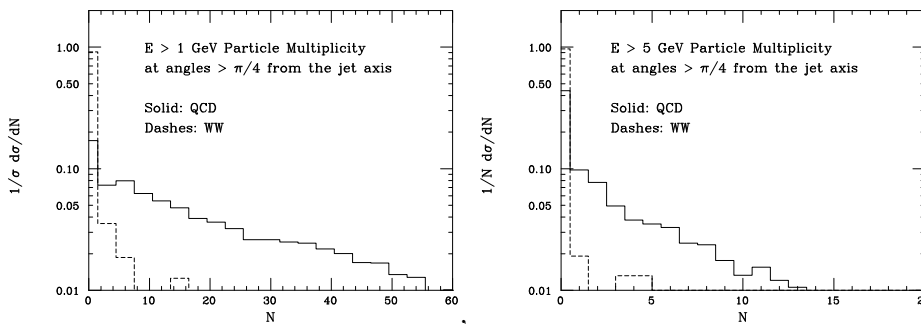 1.00
0.50
0.10
0.05
0.01
1/σ dσ/dN
E > 1 GeV Particle Multiplicity
at angles > π/4 from the jet axis
Solid: QCD
Dashes: WW
0 10 20 30 40 50 60
N
1.00
0.50
0.10
0.05
0.01
1/N dσ/dN
E > 5 GeV Particle Multiplicity
at angles > π/4 from the jet axis
Solid: QCD
Dashes: WW
0 5 10 15
N